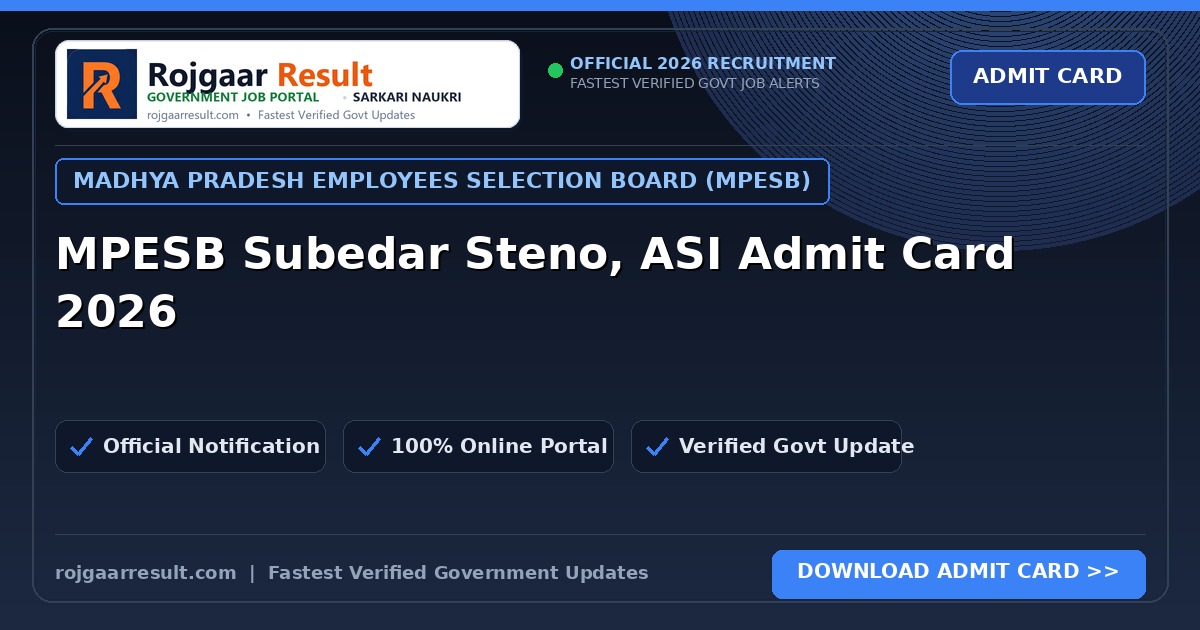 Rojgaar Result
GOVERNMENT JOB PORTAL • SARKARI NAUKRI
rojgaarresult.com • Fastest Verified Govt Updates
OFFICIAL 2026 RECRUITMENT
FASTEST VERIFIED GOVT JOB ALERTS
ADMIT CARD
MADHYA PRADESH EMPLOYEES SELECTION BOARD (MPESB)
MPESB Subedar Steno, ASI Admit Card
2026
Official Notification
100% Online Portal
Verified Govt Update
rojgaarresult.com | Fastest Verified Government Updates
DOWNLOAD ADMIT CARD >>